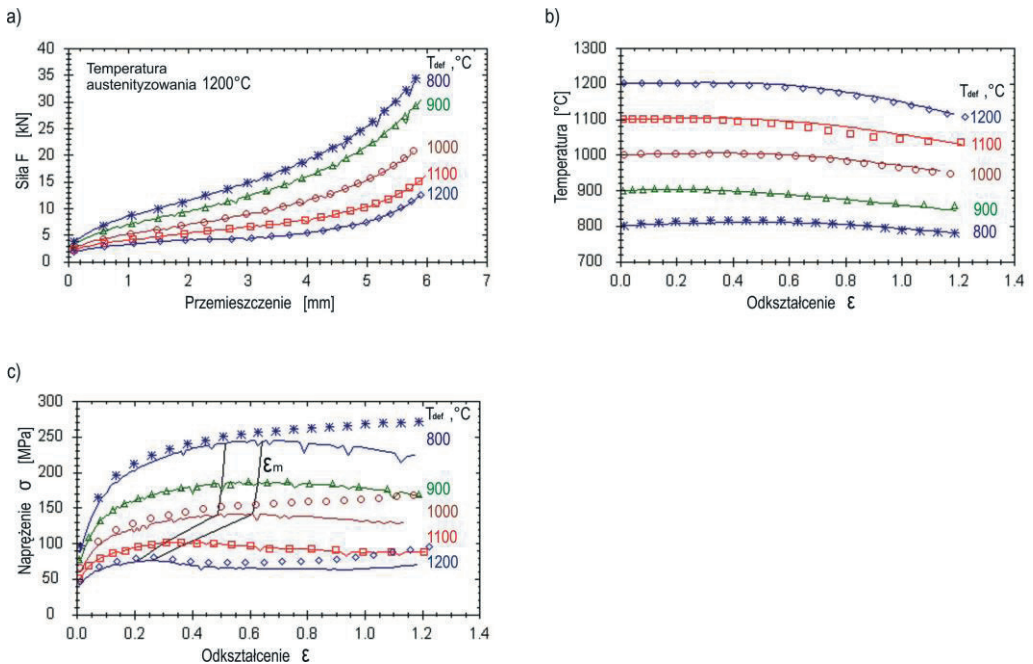 a)
Siła F [kN]
40
35
30
25
20
15
10
5
0
Temperatura
austenityzowania 1200°C
Tdef ,°C
800
900
1000
1100
1200
0 1 2 3 4 5 6 7
Przemieszczenie [mm]
b)
Temperatura [°C]
1300
1200
1100
1000
900
800
700
Tdef ,°C
1200
1100
1000
900
800
0.0 0.2 0.4 0.6 0.8 1.0 1.2 1.4
Odkształcenie ε
c)
Naprężenie σ [MPa]
300
250
200
150
100
50
0
Tdef ,°C
800
εm
900
1000
1100
1200
0.0 0.2 0.4 0.6 0.8 1.0 1.2 1.4
Odkształcenie ε